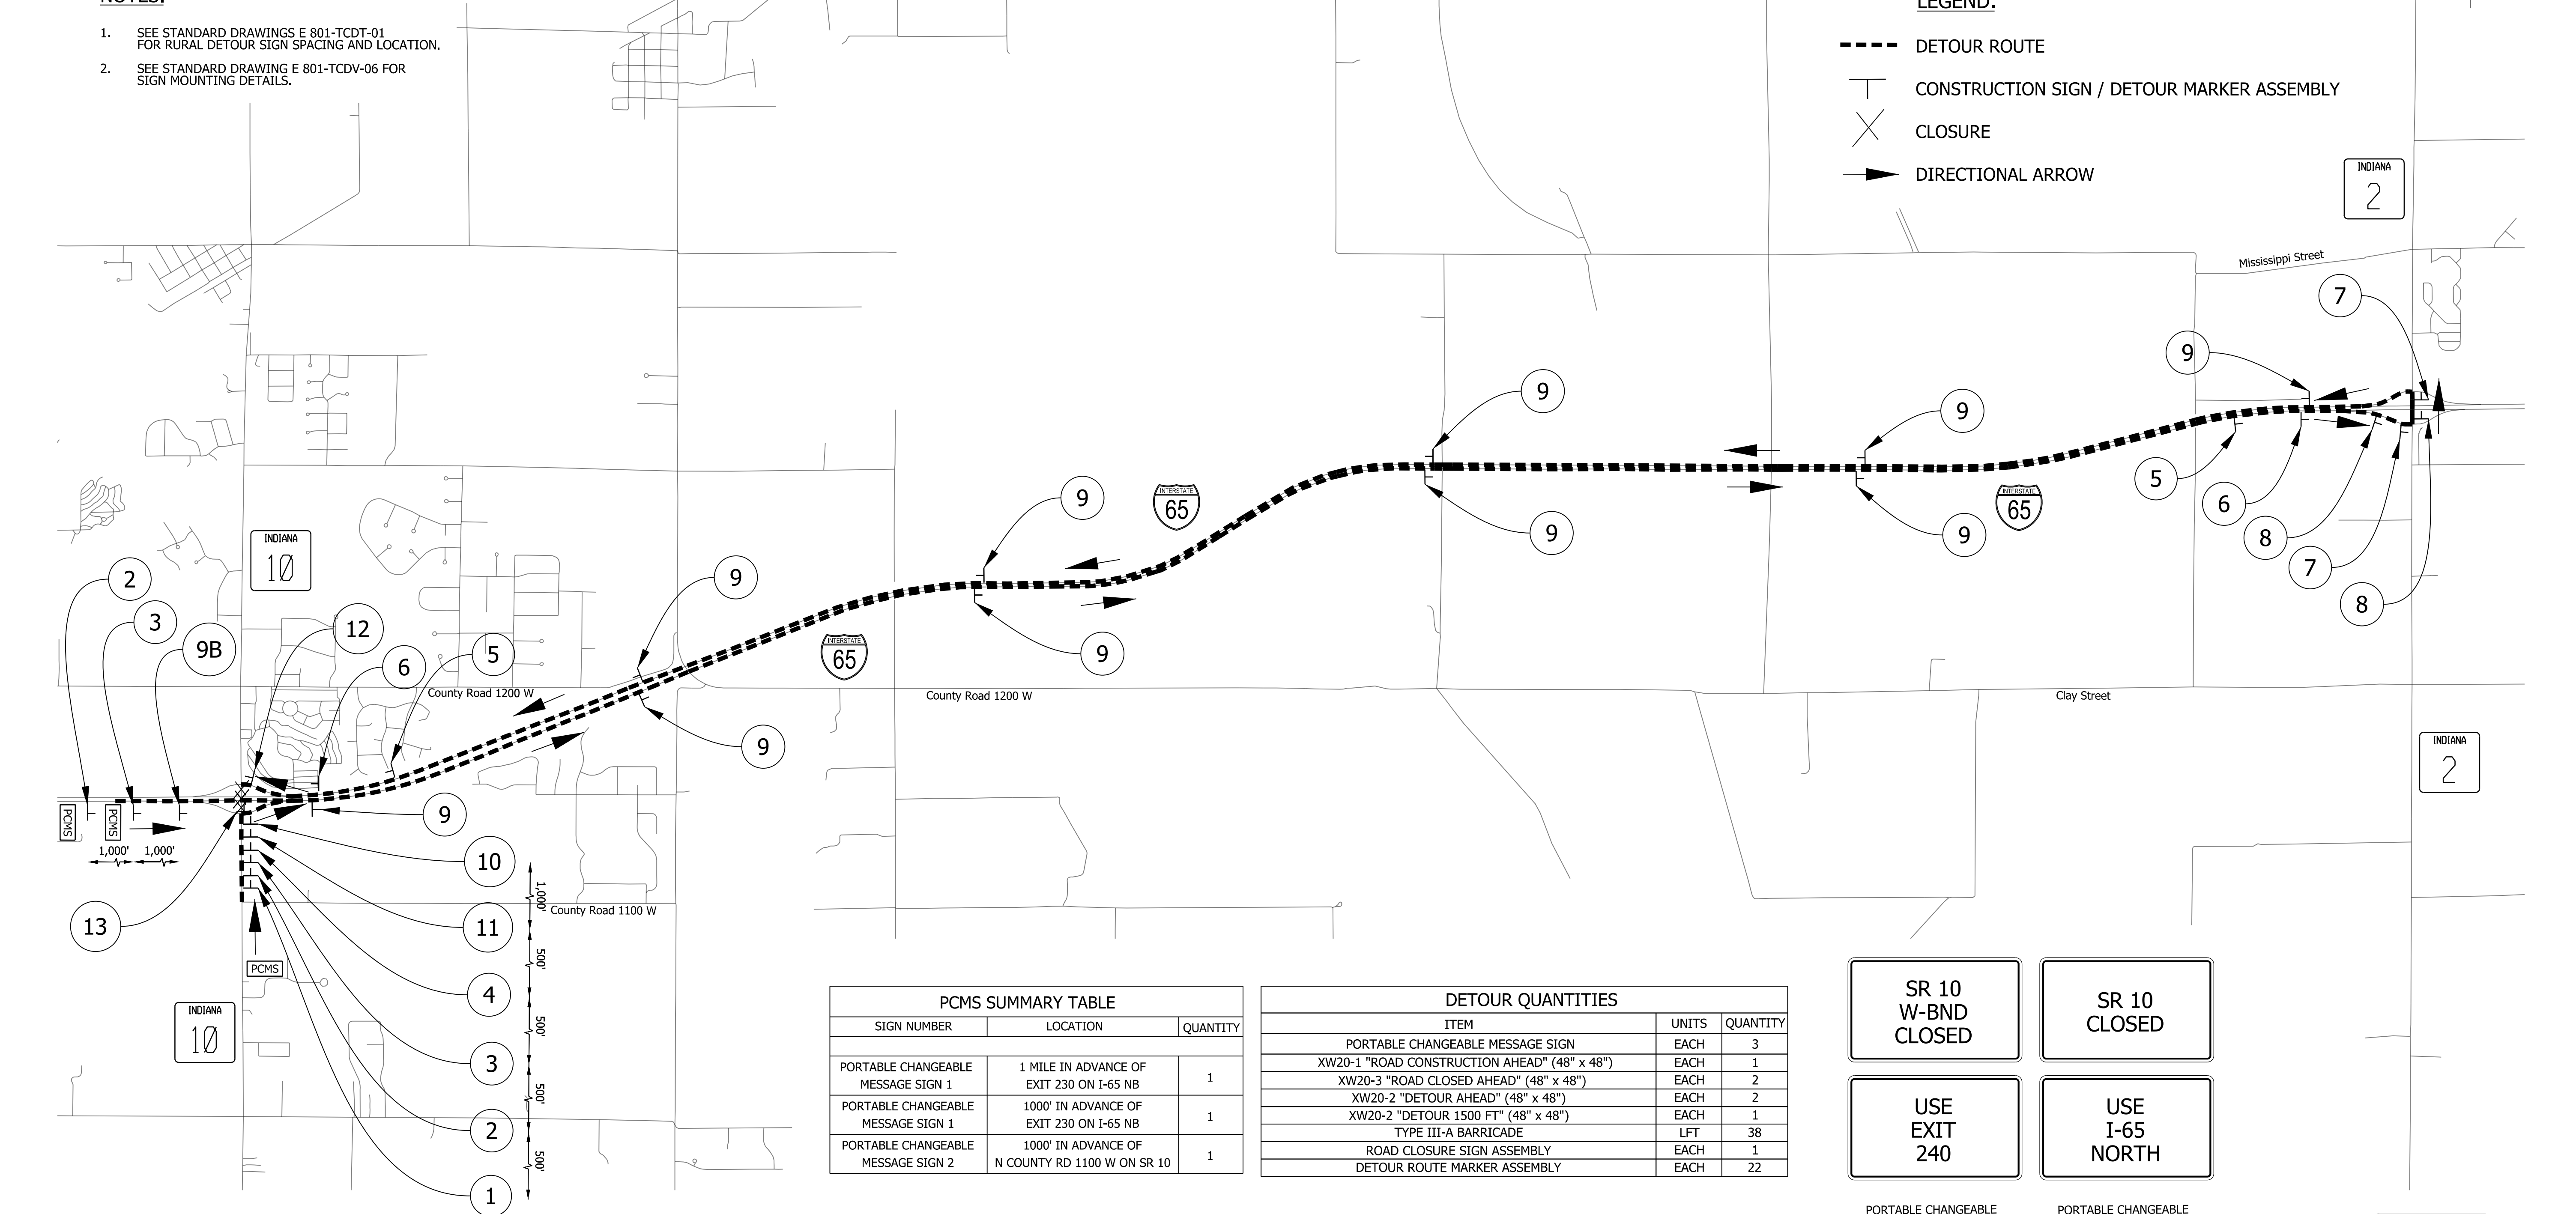 NOTES:
1. SEE STANDARD DRAWINGS E 801-TCDT-01
FOR RURAL DETOUR SIGN SPACING AND LOCATION.
2. SEE STANDARD DRAWING E 801-TCDV-06 FOR
SIGN MOUNTING DETAILS.
LEGEND:
DETOUR ROUTE
CONSTRUCTION SIGN / DETOUR MARKER ASSEMBLY
CLOSURE
DIRECTIONAL ARROW
INDIANA
2
Mississippi Street
7
9
9
9
5
6
8
7
8
9
9
INTERSTATE
65
INTERSTATE
65
9
9
INTERSTATE
65
9
9
INDIANA
10
2
3
9B
12
6
5
County Road 1200 W
County Road 1200 W
Clay Street
INDIANA
2
PCMS
PCMS
1,000'
1,000'
9
10
11
4
3
2
1
13
1,000'
500'
500'
500'
500'
County Road 1100 W
PCMS
INDIANA
10
PCMS SUMMARY TABLE
SIGN NUMBER LOCATION QUANTITY
PORTABLE CHANGEABLE MESSAGE SIGN 1 1 MILE IN ADVANCE OF EXIT 230 ON I-65 NB 1
PORTABLE CHANGEABLE MESSAGE SIGN 1 1000' IN ADVANCE OF EXIT 230 ON I-65 NB 1
PORTABLE CHANGEABLE MESSAGE SIGN 2 1000' IN ADVANCE OF N COUNTY RD 1100 W ON SR 10 1
DETOUR QUANTITIES
ITEM UNITS QUANTITY
PORTABLE CHANGEABLE MESSAGE SIGN EACH 3
XW20-1 "ROAD CONSTRUCTION AHEAD" (48" x 48") EACH 1
XW20-3 "ROAD CLOSED AHEAD" (48" x 48") EACH 2
XW20-2 "DETOUR AHEAD" (48" x 48") EACH 2
XW20-2 "DETOUR 1500 FT" (48" x 48") EACH 1
TYPE III-A BARRICADE LFT 38
ROAD CLOSURE SIGN ASSEMBLY EACH 1
DETOUR ROUTE MARKER ASSEMBLY EACH 22
SR 10
W-BND
CLOSED
SR 10
CLOSED
USE
EXIT
240
USE
I-65
NORTH
PORTABLE CHANGEABLE
PORTABLE CHANGEABLE